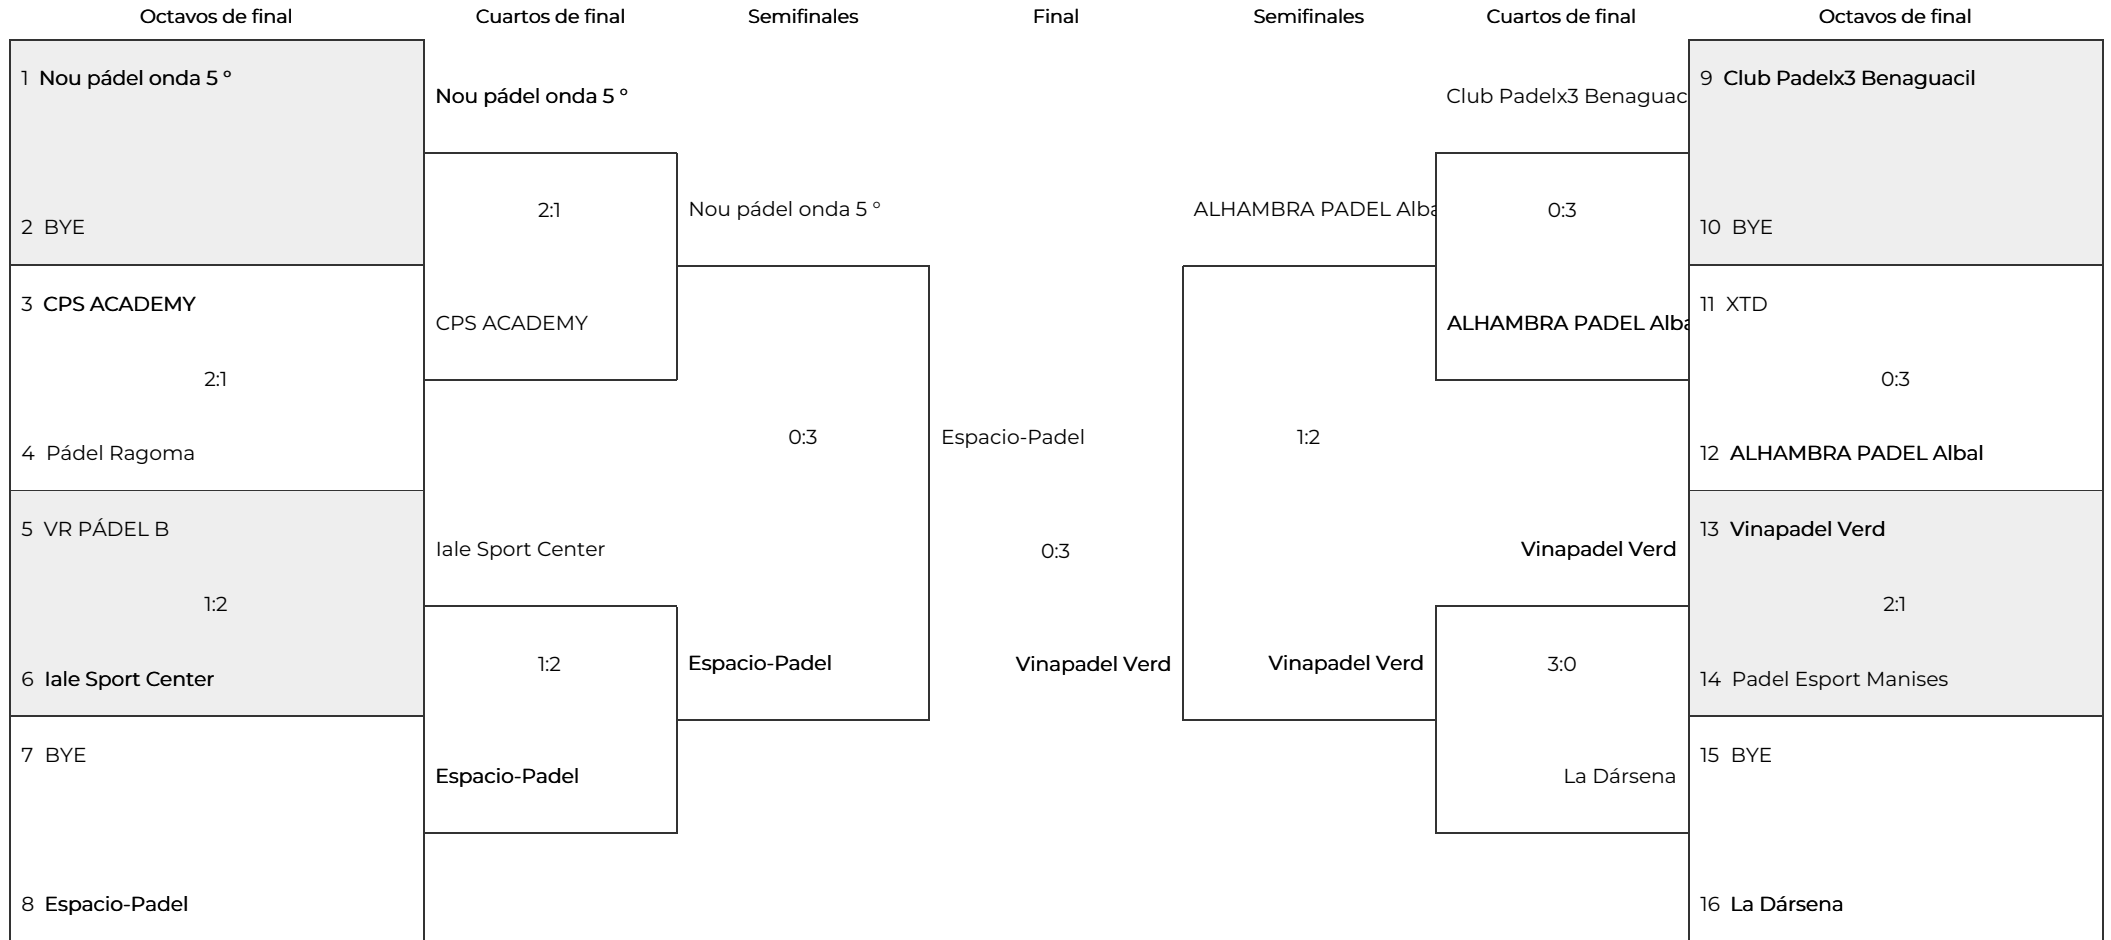 Octavos de final
Cuartos de final
Semifinales
Final
Semifinales
Cuartos de final
Octavos de final
1 Nou pádel onda 5 º
2 BYE
3 CPS ACADEMY
2:1
4 Pádel Ragoma
5 VR PÁDEL B
1:2
6 Iale Sport Center
7 BYE
8 Espacio-Padel
Nou pádel onda 5 º
2:1
CPS ACADEMY
Iale Sport Center
1:2
Espacio-Padel
Nou pádel onda 5 º
0:3
Espacio-Padel
Espacio-Padel
0:3
Vinapadel Verd
ALHAMBRA PADEL Alba
1:2
Vinapadel Verd
Club Padelx3 Benaguac
0:3
ALHAMBRA PADEL Alba
Vinapadel Verd
3:0
La Dársena
9 Club Padelx3 Benaguacil
10 BYE
11 XTD
0:3
12 ALHAMBRA PADEL Albal
13 Vinapadel Verd
2:1
14 Padel Esport Manises
15 BYE
16 La Dársena